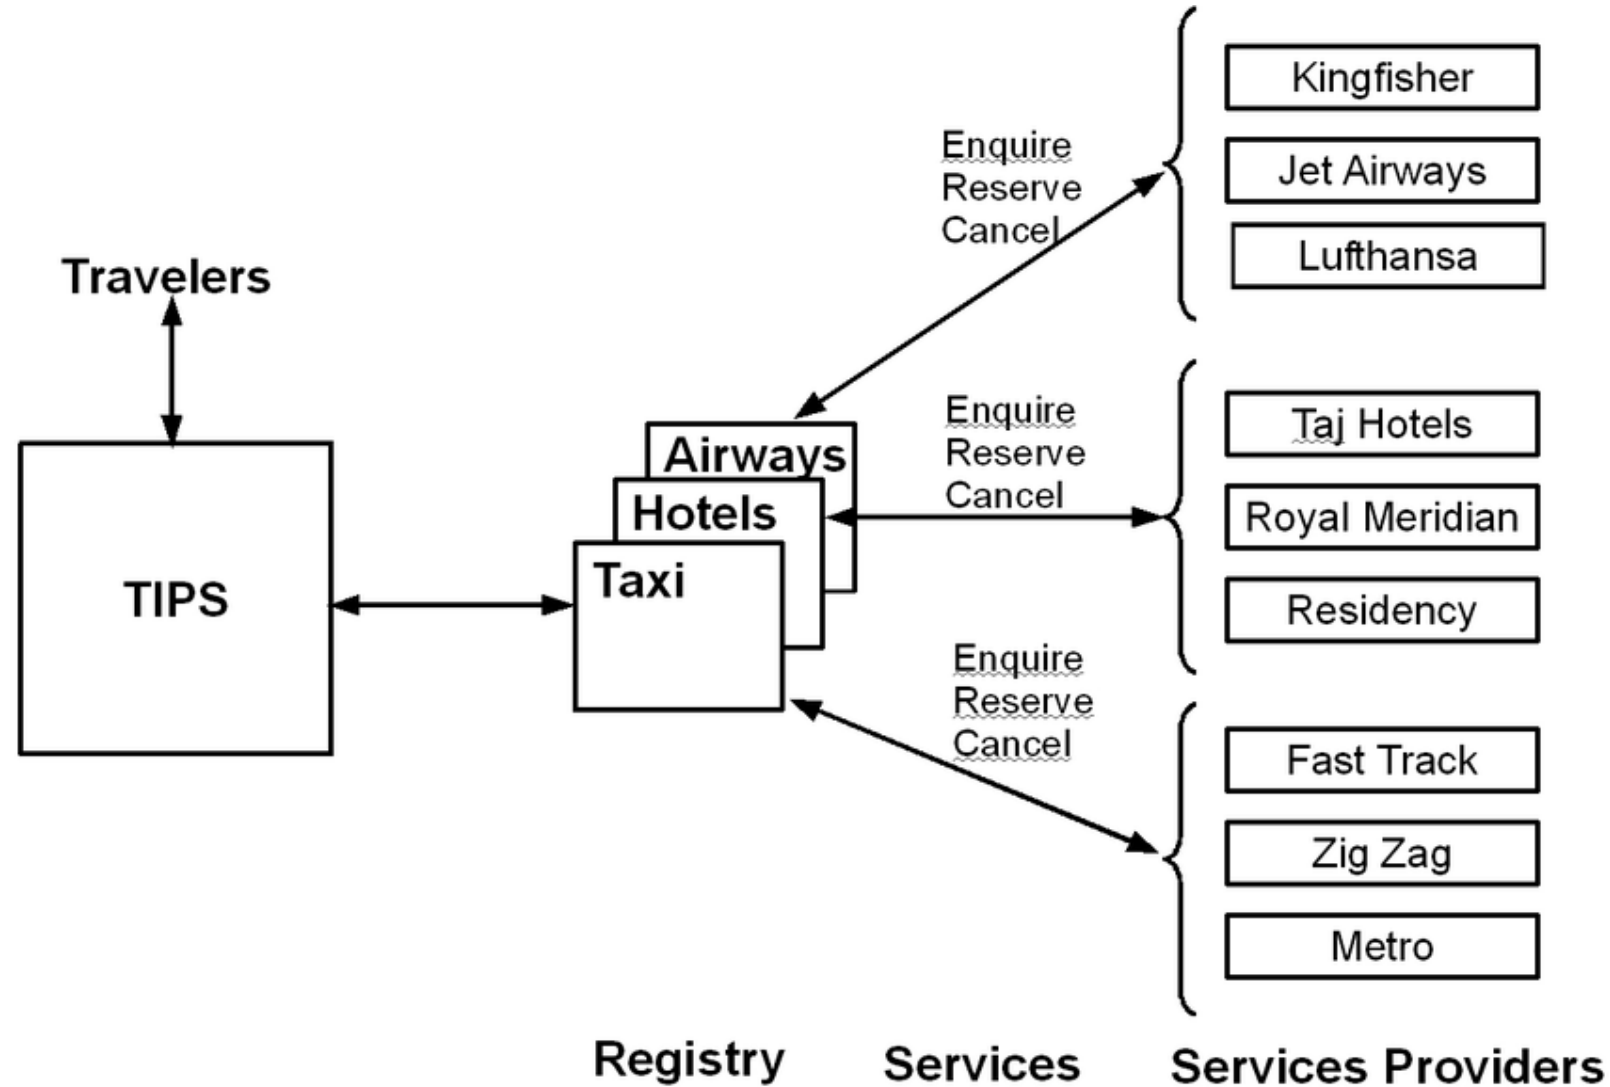 Travelers
TIPS
Airways
Hotels
Taxi
Enquire
Reserve
Cancel
Enquire
Reserve
Cancel
Enquire
Reserve
Cancel
Kingfisher
Jet Airways
Lufthansa
Taj Hotels
Royal Meridian
Residency
Fast Track
Zig Zag
Metro
Registry
Services
Services Providers